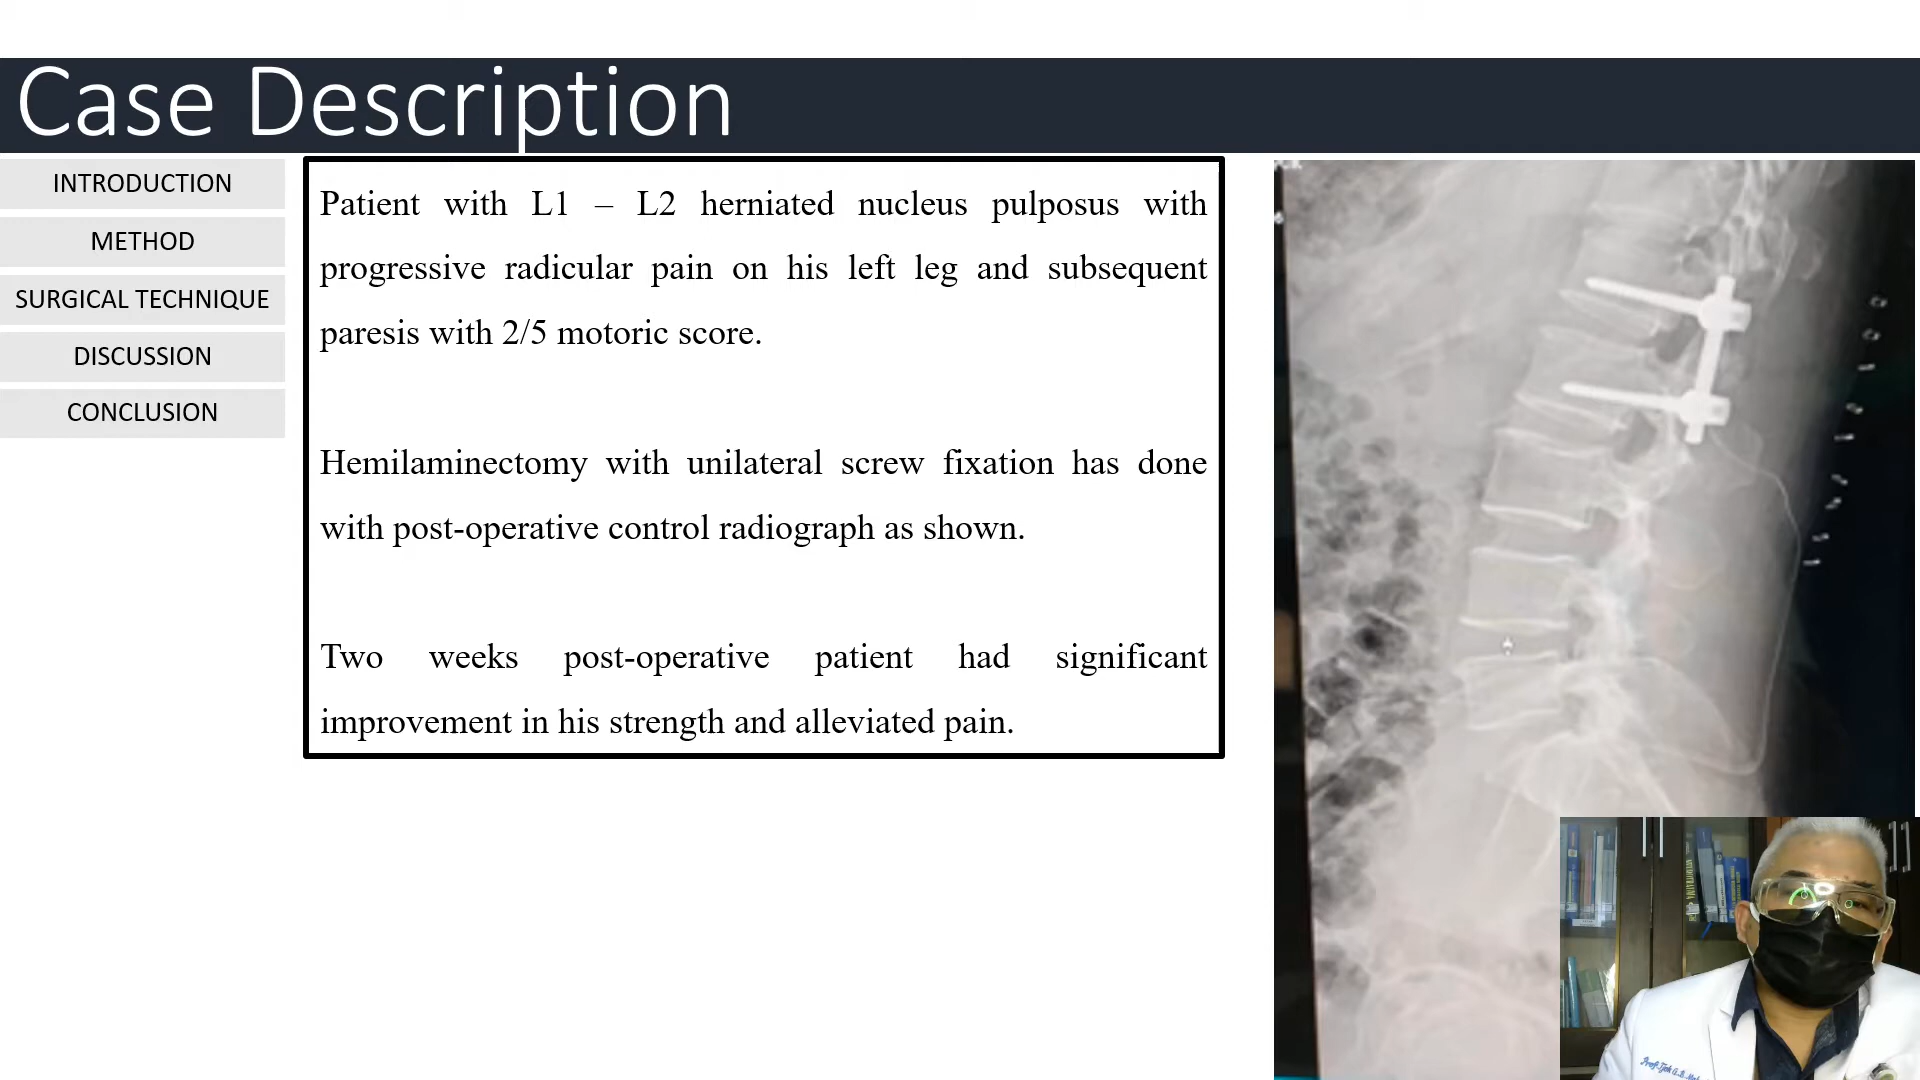 Case Description
INTRODUCTION
METHOD
SURGICAL TECHNIQUE
DISCUSSION
CONCLUSION
Patient with L1 – L2 herniated nucleus pulposus with
progressive radicular pain on his left leg and subsequent
paresis with 2/5 motoric score.
Hemilaminectomy with unilateral screw fixation has done
with post-operative control radiograph as shown.
Two weeks post-operative patient had significant
improvement in his strength and alleviated pain.